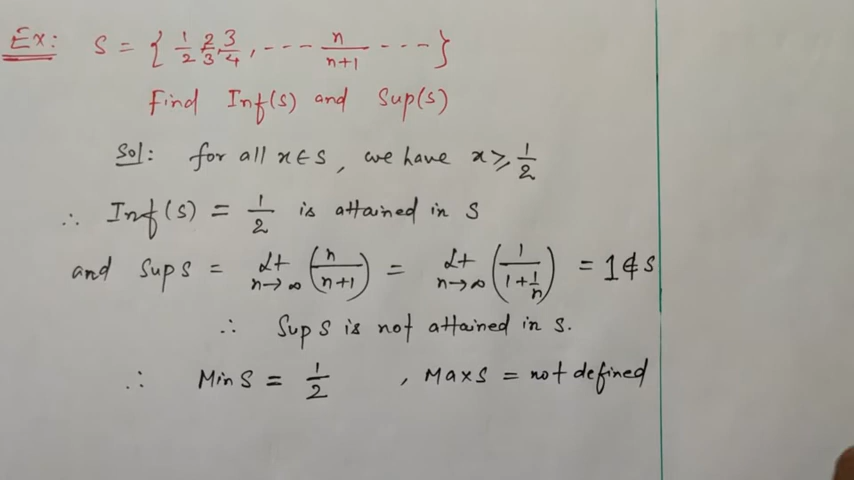 Ex: S = { 1/2, 2/3, 3/4, ---- n/n+1 ---- }
Find Inf(S) and Sup(S)
Sol: for all x ∈ S, we have x ≥ 1/2
∴ Inf(S) = 1/2 is attained in S
and Sup S = Lt n→∞ (n/n+1) = Lt n→∞ (1/1+1/n) = 1 ∉ S
∴ Sup S is not attained in S.
∴ Min S = 1/2 , Max S = not defined